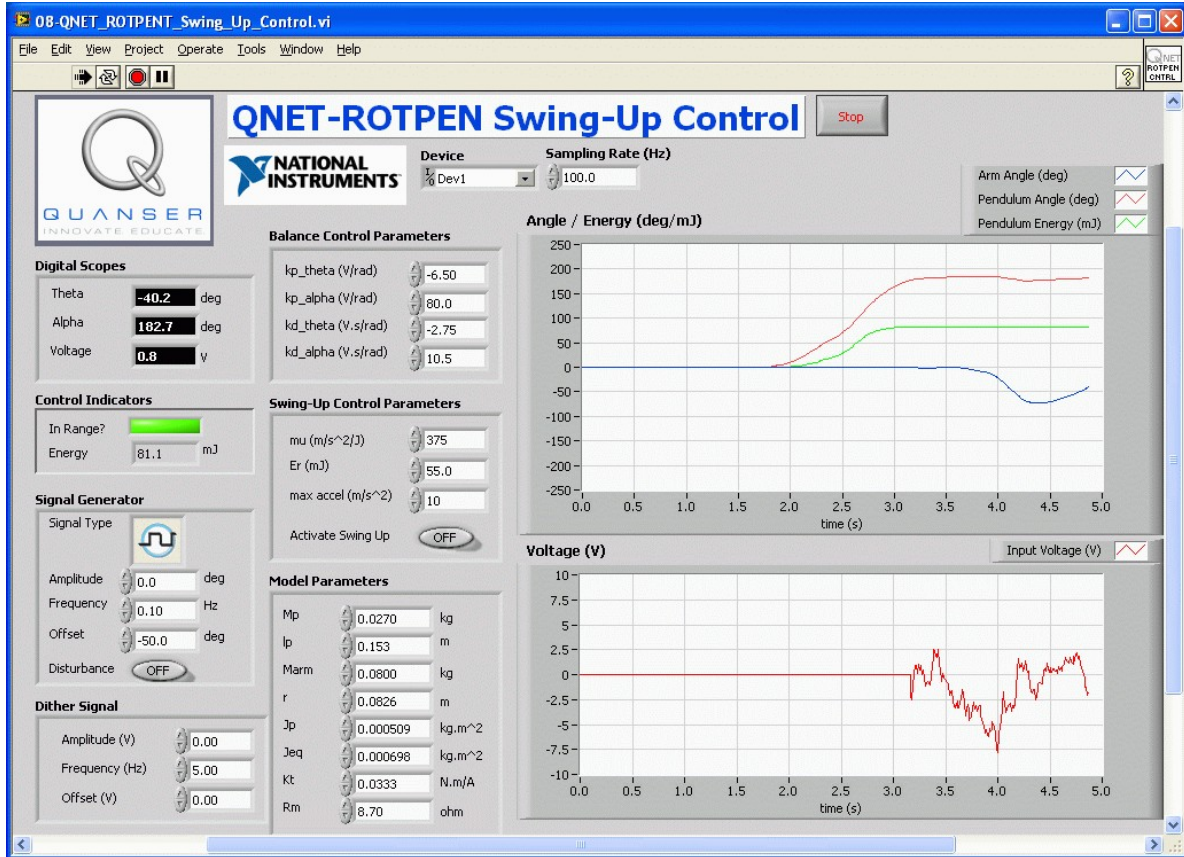 08-QNET_ROTPENT_Swing_Up_Control.vi
File Edit View Project Operate Tools Window Help
QNET
ROTPEN
CNTRL
QUANSER
INNOVATE EDUCATE
QNET-ROTPEN Swing-Up Control
Stop
NATIONAL
INSTRUMENTS
Device
Dev1
Sampling Rate (Hz)
100.0
Digital Scopes
Theta -40.2 deg
Alpha 182.7 deg
Voltage 0.8 V
Control Indicators
In Range?
Energy 81.1 mJ
Signal Generator
Signal Type
Amplitude 0.0 deg
Frequency 0.10 Hz
Offset -50.0 deg
Disturbance OFF
Dither Signal
Amplitude (V) 0.00
Frequency (Hz) 5.00
Offset (V) 0.00
Balance Control Parameters
kp_theta (V/rad) -6.50
kp_alpha (V/rad) 80.0
kd_theta (V.s/rad) -2.75
kd_alpha (V.s/rad) 10.5
Swing-Up Control Parameters
mu (m/s^2/J) 375
Er (mJ) 55.0
max accel (m/s^2) 10
Activate Swing Up OFF
Model Parameters
Mp 0.0270 kg
lp 0.153 m
Marm 0.0800 kg
r 0.0826 m
Jp 0.000509 kg.m^2
Jeq 0.000698 kg.m^2
Kt 0.0333 N.m/A
Rm 8.70 ohm
Arm Angle (deg)
Pendulum Angle (deg)
Pendulum Energy (mJ)
Angle / Energy (deg/mJ)
250
200
150
100
50
0
-50
-100
-150
-200
-250
0.0 0.5 1.0 1.5 2.0 2.5 3.0 3.5 4.0 4.5 5.0
time (s)
Voltage (V)
Input Voltage (V)
10
7.5
5
2.5
0
-2.5
-5
-7.5
-10
0.0 0.5 1.0 1.5 2.0 2.5 3.0 3.5 4.0 4.5 5.0
time (s)